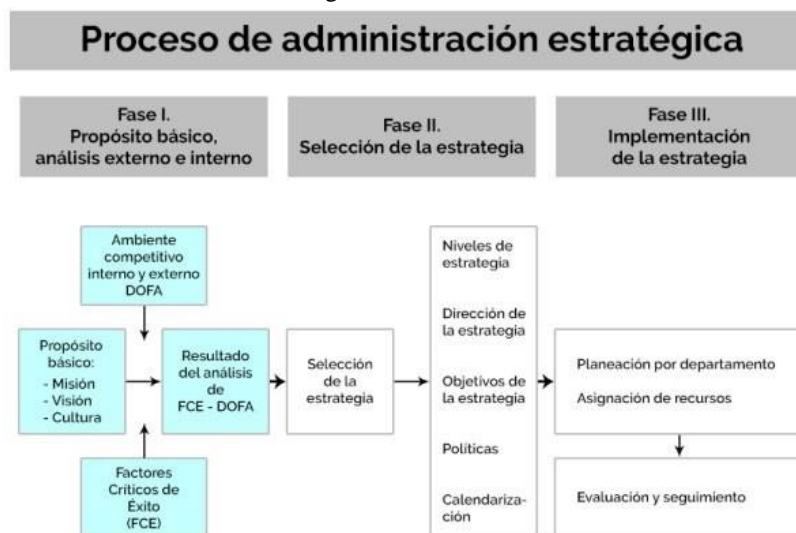 Proceso de administración estratégica
Fase I.
Propósito básico,
análisis externo e interno
Fase II.
Selección de la estrategia
Fase III.
Implementación
de la estrategia
Ambiente
competitivo
interno y externo
DOFA
Propósito
básico:
- Misión
- Visión
- Cultura
Resultado
del análisis
de
FCE - DOFA
Factores
Críticos de
Éxito
(FCE)
Selección
de la
estrategia
Niveles de
estrategia
Dirección de
la estrategia
Objetivos de
la estrategia
Políticas
Calendariza-
ción
Planeación por departamento
Asignación de recursos
Evaluación y seguimiento